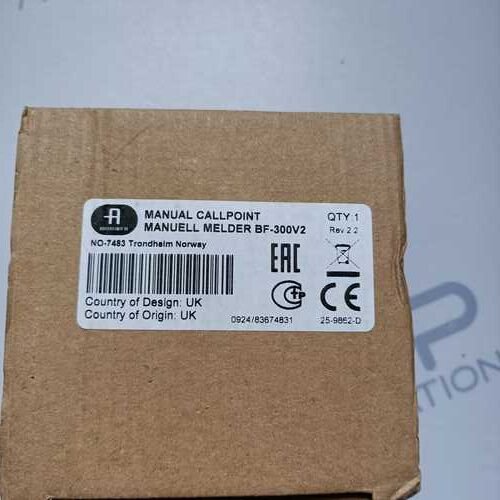 MANUAL CALLPOINT
MANUELL MELDER BF-300V2
QTY:1
Rev 2.2
NO-7483 Trondheim Norway
EAC
CE
Country of Design: UK
Country of Origin: UK
0924/83674831
25-9862-D
P
ATION